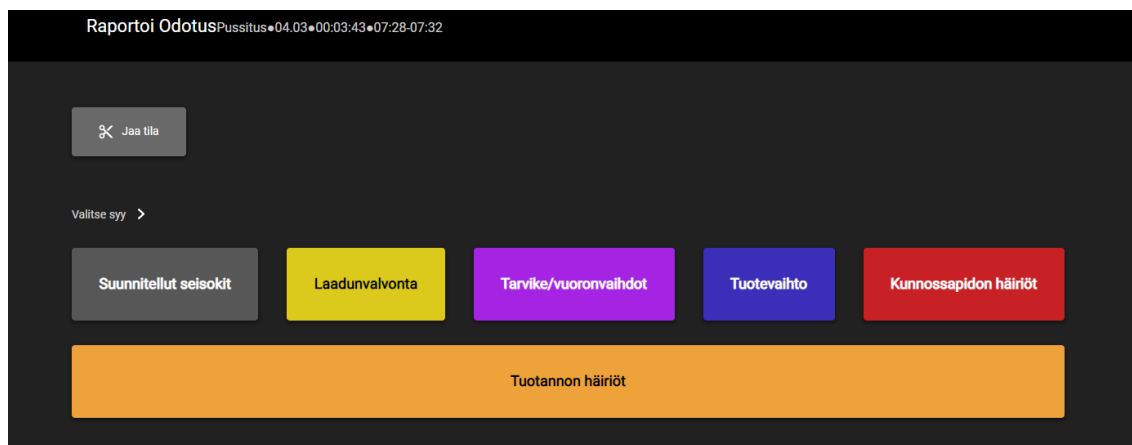 Raportoi OdotusPussitus●04.03●00:03:43●07:28-07:32
Jaa tila
Valitse syy
Suunnitellut seisokit
Laadunvalvonta
Tarvike/vuoronvaihdot
Tuotevaihto
Kunnossapidon häiriöt
Tuotannon häiriöt